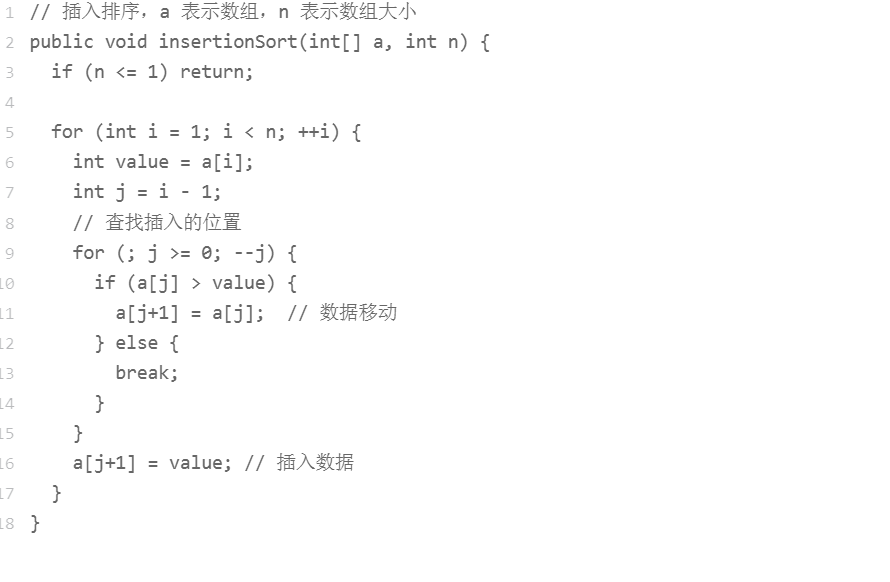 1 // 插入排序，a 表示数组，n 表示数组大小
2 public void insertionSort(int[] a, int n) {
3   if (n <= 1) return;
4
5   for (int i = 1; i < n; ++i) {
6     int value = a[i];
7     int j = i - 1;
8     // 查找插入的位置
9     for (; j >= 0; --j) {
10       if (a[j] > value) {
11         a[j+1] = a[j];  // 数据移动
12       } else {
13         break;
14       }
15     }
16     a[j+1] = value; // 插入数据
17   }
18 }